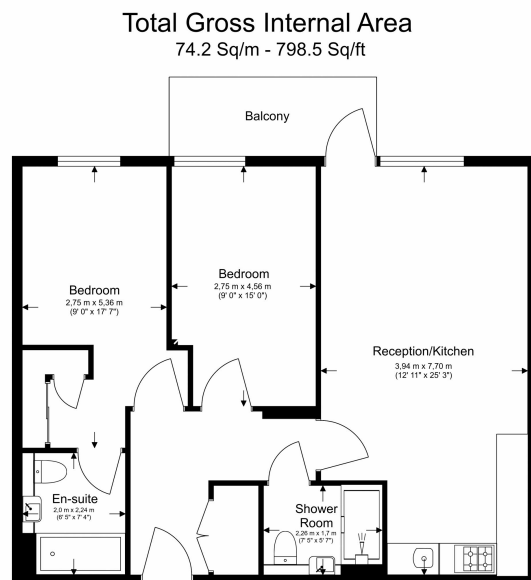 Total Gross Internal Area
74.2 Sq/m - 798.5 Sq/ft
Balcony
Bedroom
2,75 m x 5,36 m
(9' 0" x 17' 7")
Bedroom
2,75 m x 4,56 m
(9' 0" x 15' 0")
Reception/Kitchen
3,94 m x 7,70 m
(12' 11" x 25' 3")
En-suite
2,0 m x 2,24 m
(6' 5" x 7' 4")
Shower
Room
2,26 m x 1,7 m
(7' 5" x 5' 7")